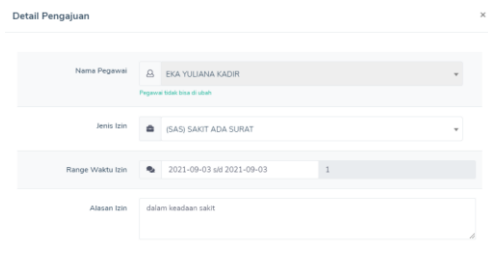 Detail Pengajuan ×
Nama Pegawai EKA YULIANA KADIR
Pegawai tidak bisa di ubah
Jenis Izin (SAS) SAKIT ADA SURAT
Range Waktu Izin 2021-09-03 s/d 2021-09-03 1
Alasan Izin dalam keadaan sakit